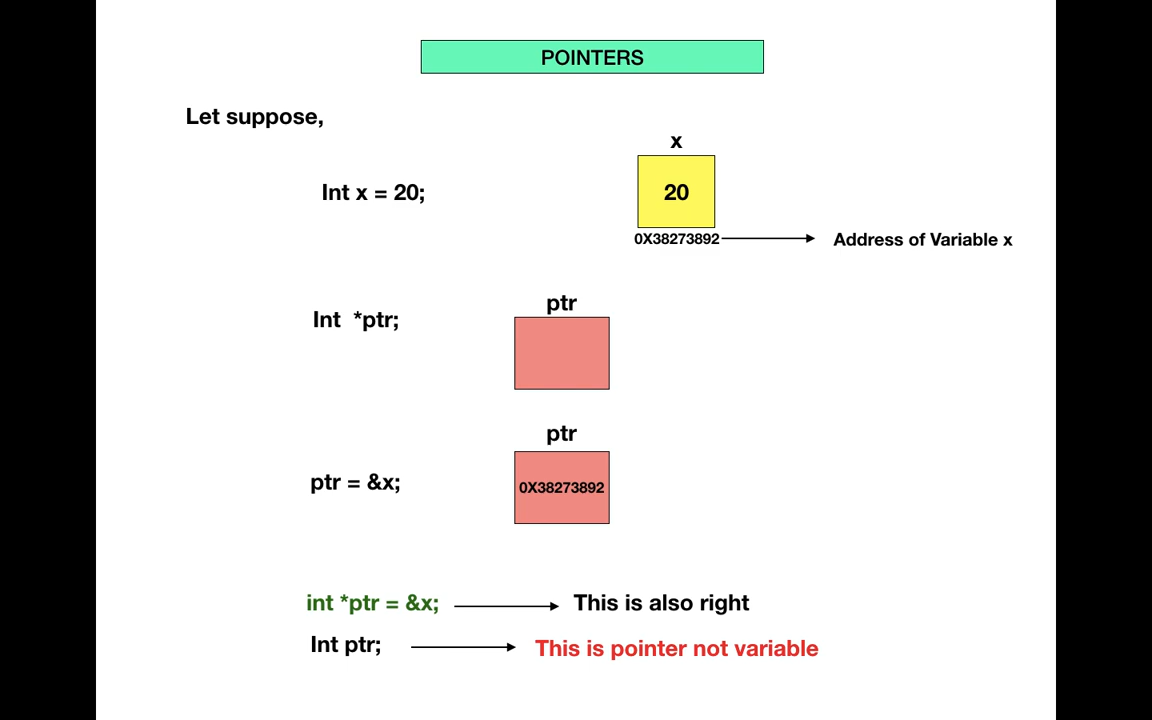 POINTERS
Let suppose,
x
Int x = 20;
20
0X38273892
Address of Variable x
ptr
Int  *ptr;
ptr
ptr = &x;
0X38273892
int *ptr = &x;
This is also right
Int ptr;
This is pointer not variable